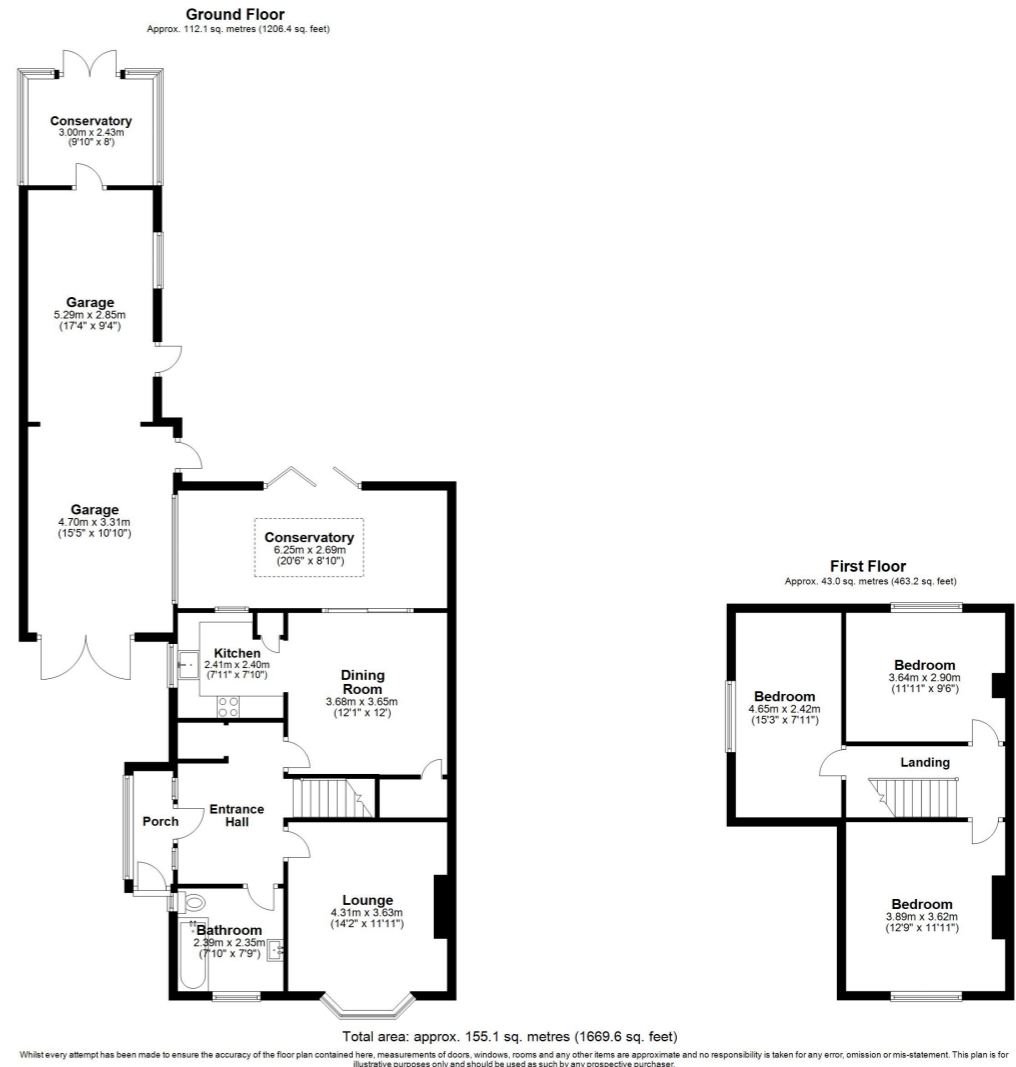 Ground Floor
Approx. 112.1 sq. metres (1206.4 sq. feet)
Conservatory
3.00m x 2.43m
(9'10" x 8')
Garage
5.29m x 2.85m
(17'4" x 9'4")
Garage
4.70m x 3.31m
(15'5" x 10'10")
Conservatory
6.25m x 2.69m
(20'6" x 8'10")
Kitchen
2.41m x 2.40m
(7'11" x 7'10")
Dining
Room
3.68m x 3.65m
(12'1" x 12')
Porch
Entrance
Hall
Lounge
4.31m x 3.63m
(14'2" x 11'11")
Bathroom
2.39m x 2.35m
(7'10" x 7'9")
First Floor
Approx. 43.0 sq. metres (463.2 sq. feet)
Bedroom
3.64m x 2.90m
(11'11" x 9'6")
Bedroom
4.65m x 2.42m
(15'3" x 7'11")
Landing
Bedroom
3.89m x 3.62m
(12'9" x 11'11")
Total area: approx. 155.1 sq. metres (1669.6 sq. feet)
Whilst every attempt has been made to ensure the accuracy of the floor plan contained here, measurements of doors, windows, rooms and any other items are approximate and no responsibility is taken for any error, omission or mis-statement. This plan is for
illustrative purposes only and should be used as such by any prospective purchaser.